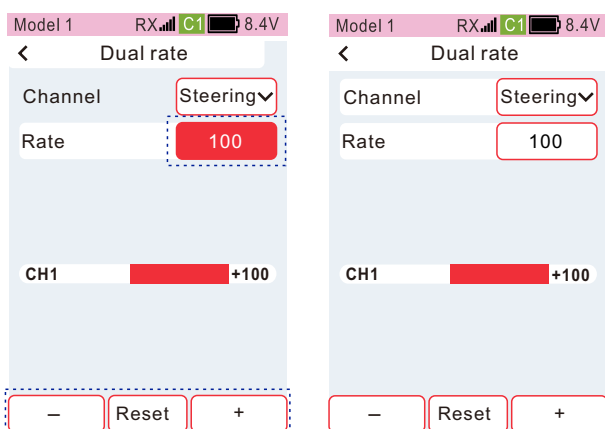 Model 1 RX C1 8.4V
Dual rate
Channel Steering
Rate 100
CH1 +100
– Reset +
Model 1 RX C1 8.4V
Dual rate
Channel Steering
Rate 100
CH1 +100
– Reset +